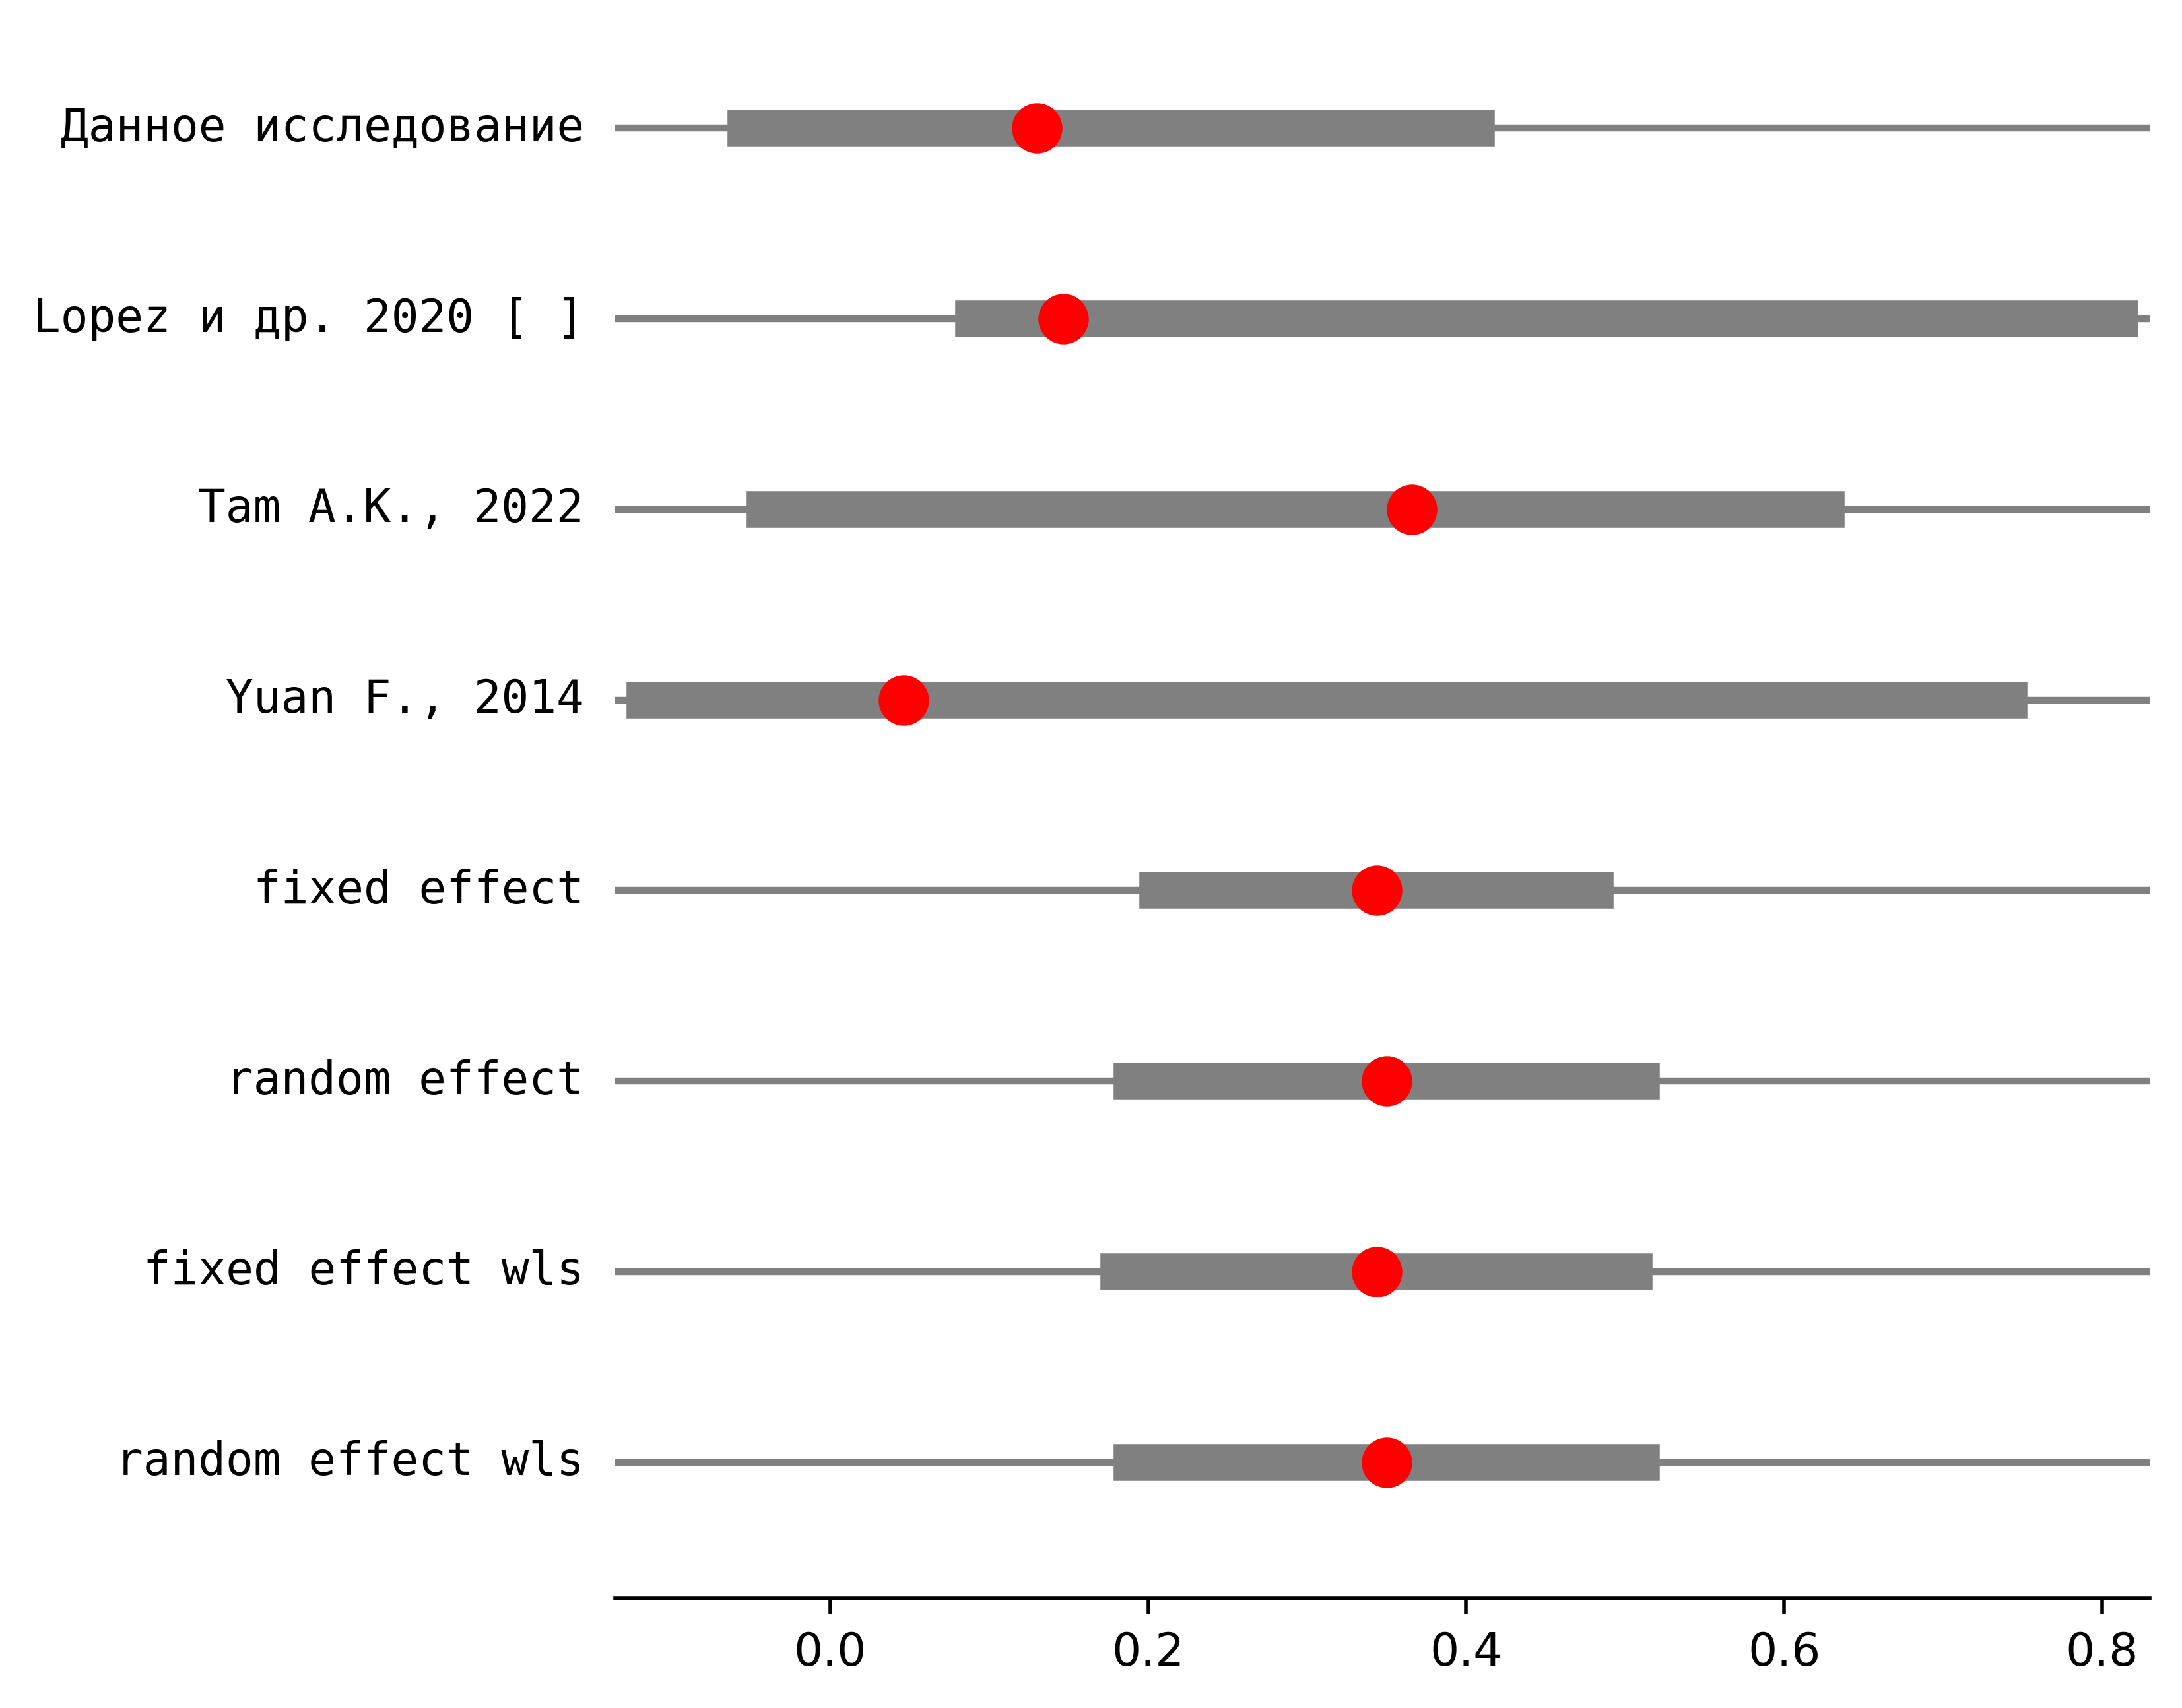 Данное исследование
Lopez и др. 2020 [ ]
Tam A.K., 2022
Yuan F., 2014
fixed effect
random effect
fixed effect wls
random effect wls
0.0 0.2 0.4 0.6 0.8